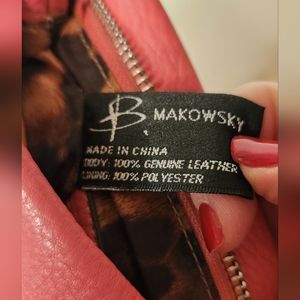 B. MAKOWSKY
MADE IN CHINA
BODY: 100% GENUINE LEATHER
LINING: 100% POLYESTER